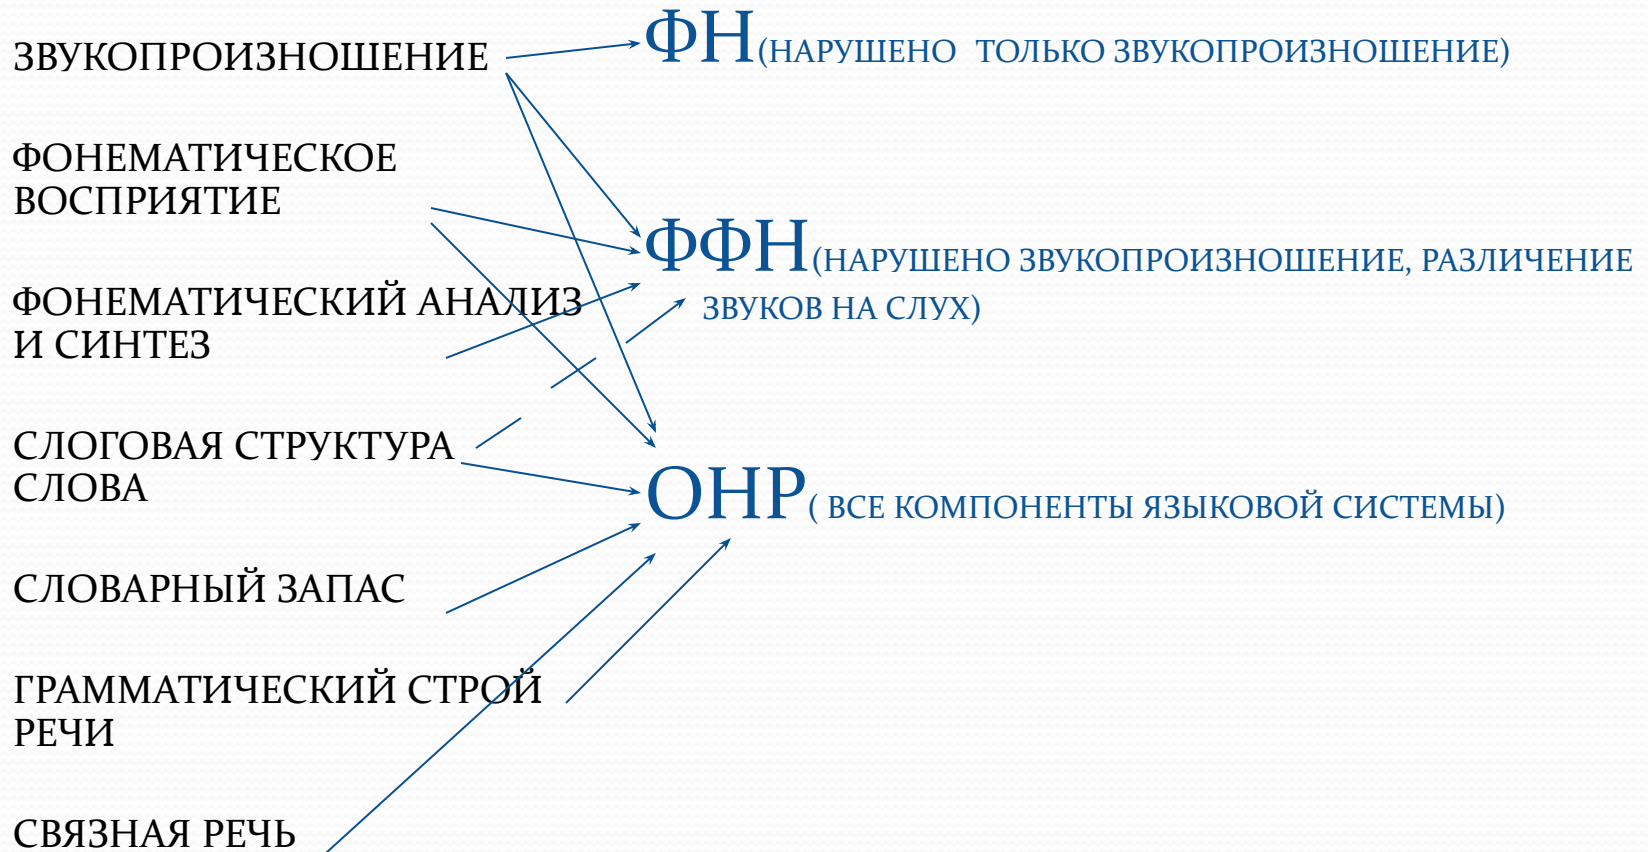 ЗВУКОПРОИЗНОШЕНИЕ
ФН(НАРУШЕНО ТОЛЬКО ЗВУКОПРОИЗНОШЕНИЕ)
ФОНЕМАТИЧЕСКОЕ
ВОСПРИЯТИЕ
ФФН(НАРУШЕНО ЗВУКОПРОИЗНОШЕНИЕ, РАЗЛИЧЕНИЕ
ЗВУКОВ НА СЛУХ)
ФОНЕМАТИЧЕСКИЙ АНАЛИЗ
И СИНТЕЗ
СЛОГОВАЯ СТРУКТУРА
СЛОВА
ОНР( ВСЕ КОМПОНЕНТЫ ЯЗЫКОВОЙ СИСТЕМЫ)
СЛОВАРНЫЙ ЗАПАС
ГРАММАТИЧЕСКИЙ СТРОЙ
РЕЧИ
СВЯЗНАЯ РЕЧЬ